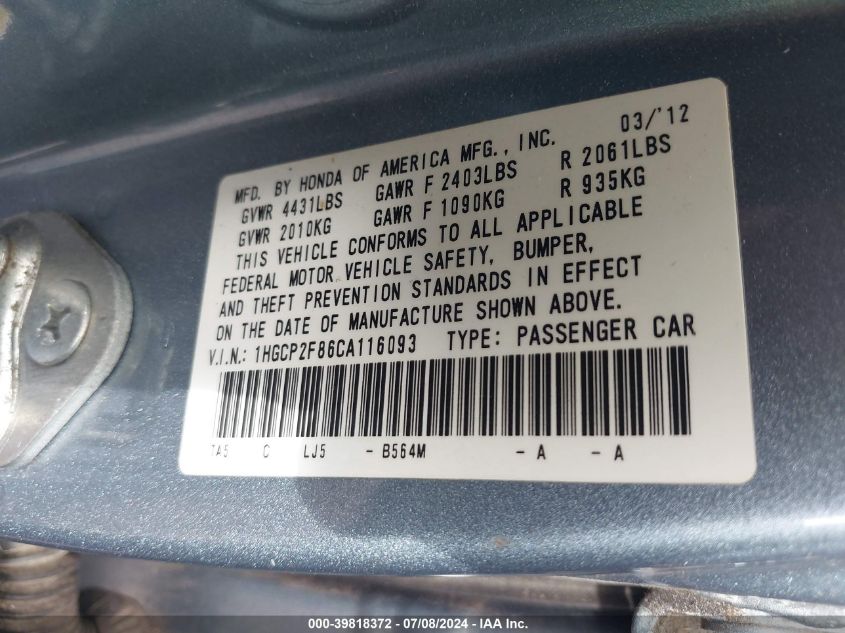 03/'12
MFD. BY HONDA OF AMERICA MFG., INC.
GVWR 4431LBS GAWR F 2403LBS R 2061LBS
GVWR 2010KG GAWR F 1090KG R 935KG
THIS VEHICLE CONFORMS TO ALL APPLICABLE
FEDERAL MOTOR VEHICLE SAFETY, BUMPER,
AND THEFT PREVENTION STANDARDS IN EFFECT
ON THE DATE OF MANUFACTURE SHOWN ABOVE.
V.I.N.: 1HGCP2F86CA116093 TYPE: PASSENGER CAR
TA5 C LJ5 - B564M - A - A
000-39818372 - 07/08/2024 - IAA Inc.